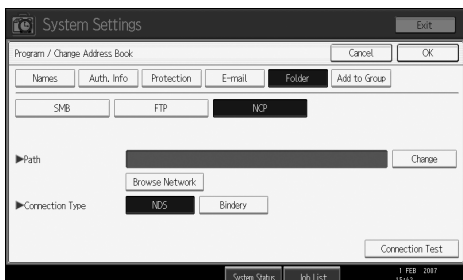 System Settings Exit
Program / Change Address Book Cancel OK
Names Auth. Info Protection E-mail Folder Add to Group
SMB FTP NCP
▶Path Change
Browse Network
▶Connection Type NDS Bindery
Connection Test
System Status Job List 1 FEB 2007